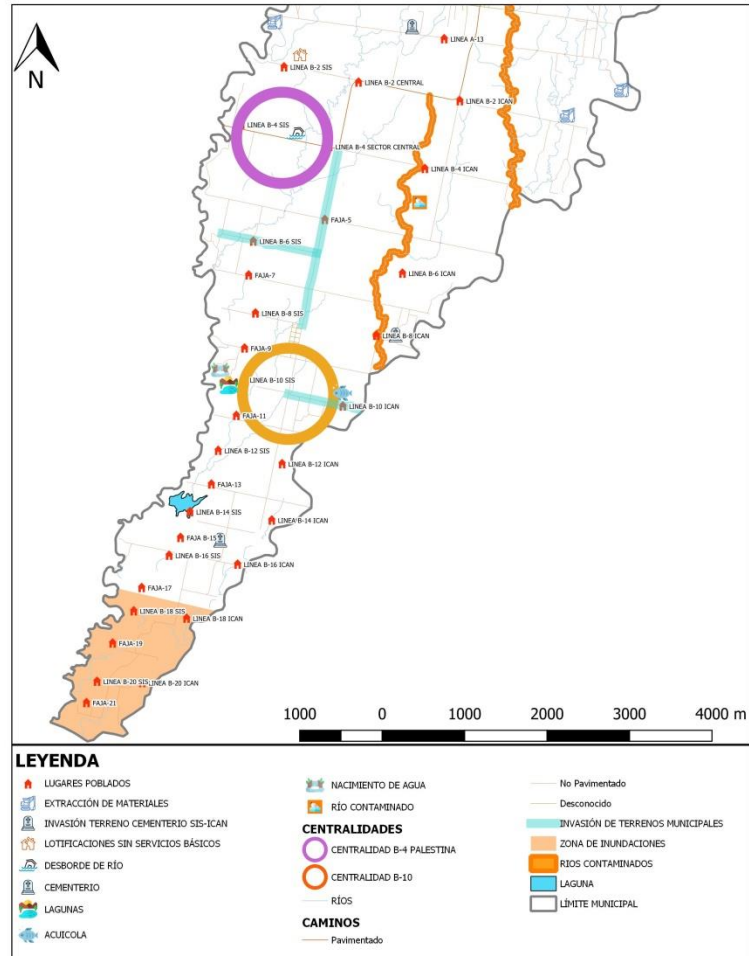 N
LINEA A-13
LINEA B-2 SIS
LINEA B-2 CENTRAL
LINEA B-2 ICAN
LINEA B-4 SIS
LINEA B-4 SECTOR CENTRAL
LINEA B-4 ICAN
FAJA-5
LINEA B-6 SIS
FAJA-7
LINEA B-6 ICAN
LINEA B-8 SIS
LINEA B-8 ICAN
FAJA-9
LINEA B-10 SIS
LINEA B-10 ICAN
FAJA-11
LINEA B-12 SIS
LINEA B-12 ICAN
FAJA-13
LINEA B-14 SIS
LINEA B-14 ICAN
FAJA B-15
LINEA B-16 SIS
LINEA B-16 ICAN
FAJA-17
LINEA B-18 SIS
LINEA B-18 ICAN
FAJA-19
LINEA B-20 SIS
LINEA B-20 ICAN
FAJA-21
1000 0 1000 2000 3000 4000 m
LEYENDA
LUGARES POBLADOS
EXTRACCIÓN DE MATERIALES
INVASIÓN TERRENO CEMENTERIO SIS-ICAN
LOTIFICACIONES SIN SERVICIOS BÁSICOS
DESBORDE DE RÍO
CEMENTERIO
LAGUNAS
ACUICOLA
NACIMIENTO DE AGUA
RÍO CONTAMINADO
CENTRALIDADES
CENTRALIDAD B-4 PALESTINA
CENTRALIDAD B-10
RÍOS
CAMINOS
Pavimentado
No Pavimentado
Desconocido
INVASIÓN DE TERRENOS MUNICIPALES
ZONA DE INUNDACIONES
RIOS CONTAMINADOS
LAGUNA
LÍMITE MUNICIPAL